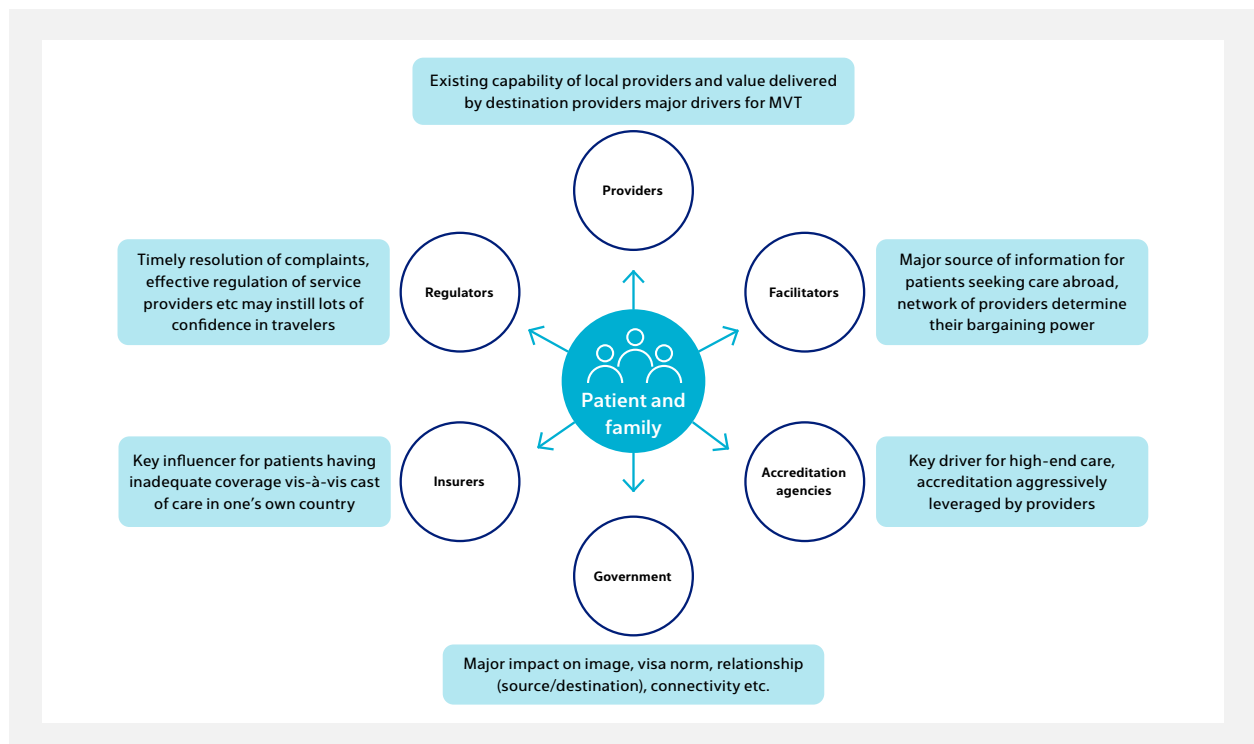 Existing capability of local providers and value delivered
by destination providers major drivers for MVT
Providers
Timely resolution of complaints,
effective regulation of service
providers etc may instill lots of
confidence in travelers
Regulators
Facilitators
Major source of information for
patients seeking care abroad,
network of providers determine
their bargaining power
Patient and
family
Key influencer for patients having
inadequate coverage vis-à-vis cast
of care in one’s own country
Insurers
Accreditation
agencies
Key driver for high-end care,
accreditation aggressively
leveraged by providers
Government
Major impact on image, visa norm, relationship
(source/destination), connectivity etc.